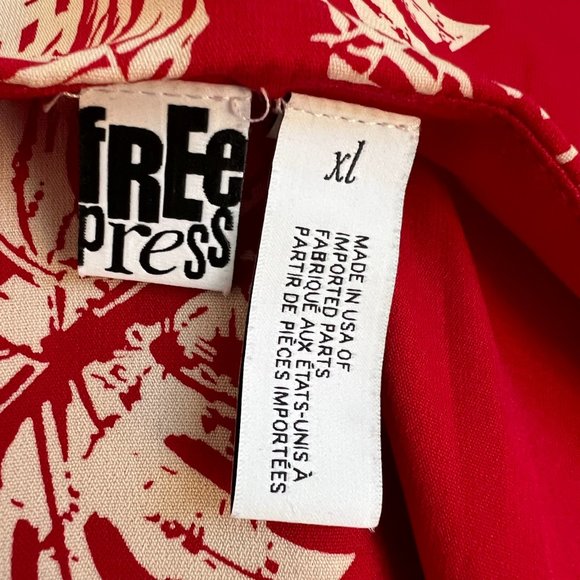 fREe
press
xl
MADE IN USA OF
IMPORTED PARTS
FABRIQUÉ AUX ÉTATS-UNIS À
PARTIR DE PIÈCES IMPORTÉES